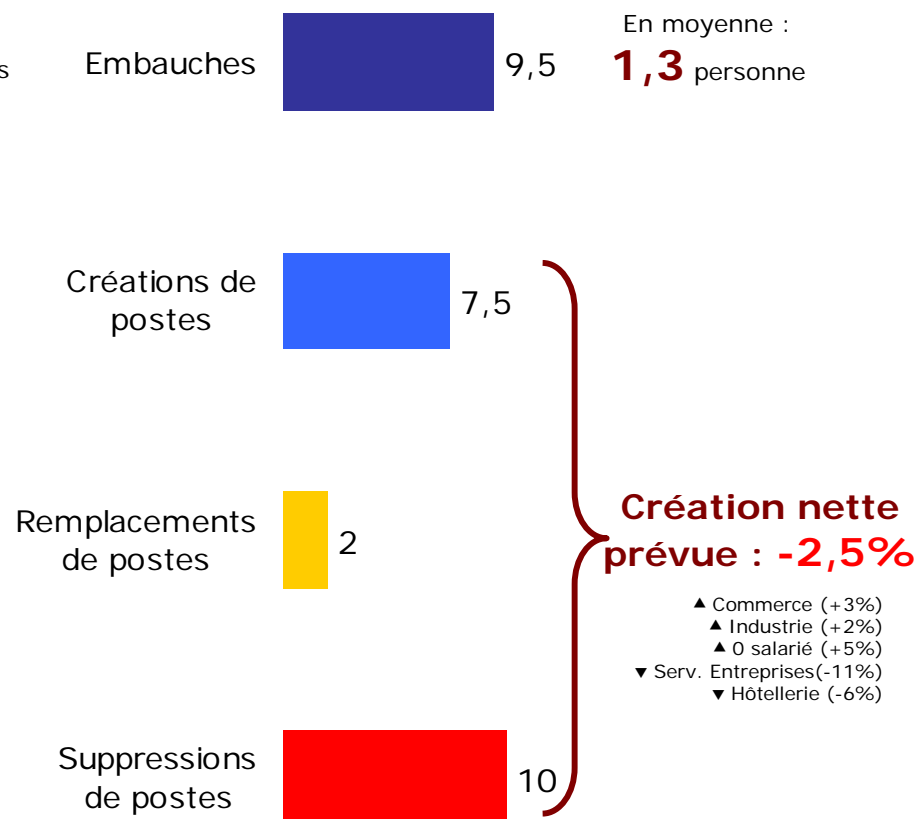 En moyenne :
s
Embauches
9,5
1,3 personne
Créations de
postes
7,5
Remplacements
de postes
2
Création nette
prévue : -2,5%
▲ Commerce (+3%)
▲ Industrie (+2%)
▲ 0 salarié (+5%)
▼ Serv. Entreprises(-11%)
▼ Hôtellerie (-6%)
Suppressions
de postes
10